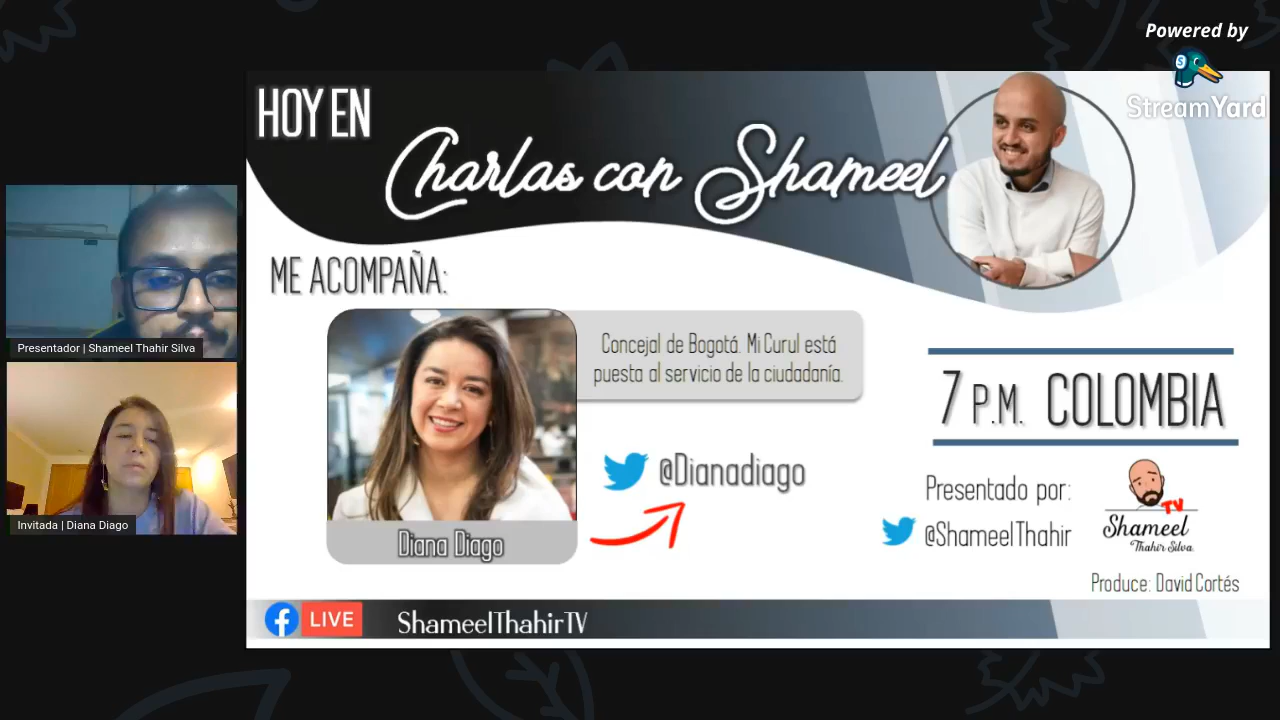 Powered by
StreamYard
HOY EN
Charlas con Shameel
ME ACOMPAÑA:
Concejal de Bogotá. Mi Curul está
puesta al servicio de la ciudadanía.
@Dianadiago
Diana Diago
7 P.M. COLOMBIA
Presentado por:
@ShameelThahir
TV
Shameel
Thahir Silva
Produce: David Cortés
LIVE
ShameelThahirTV
Presentador | Shameel Thahir Silva
Invitada | Diana Diago